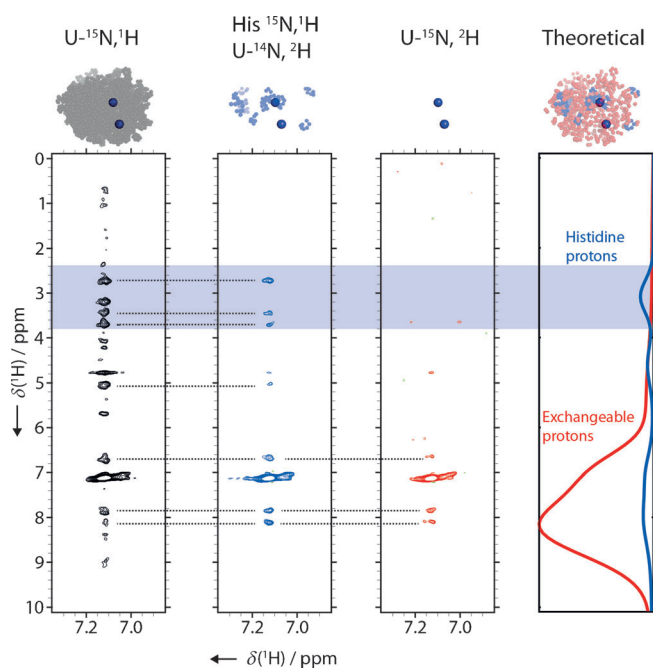 U-¹⁵N,¹H
His ¹⁵N,¹H
U-¹⁴N, ²H
U-¹⁵N, ²H
Theoretical
0
1
2
3
4
5
6
7
8
9
10
Histidine
protons
Exchangeable
protons
← δ(¹H) / ppm
7.2 7.0
7.2 7.0
7.2 7.0
← δ(¹H) / ppm